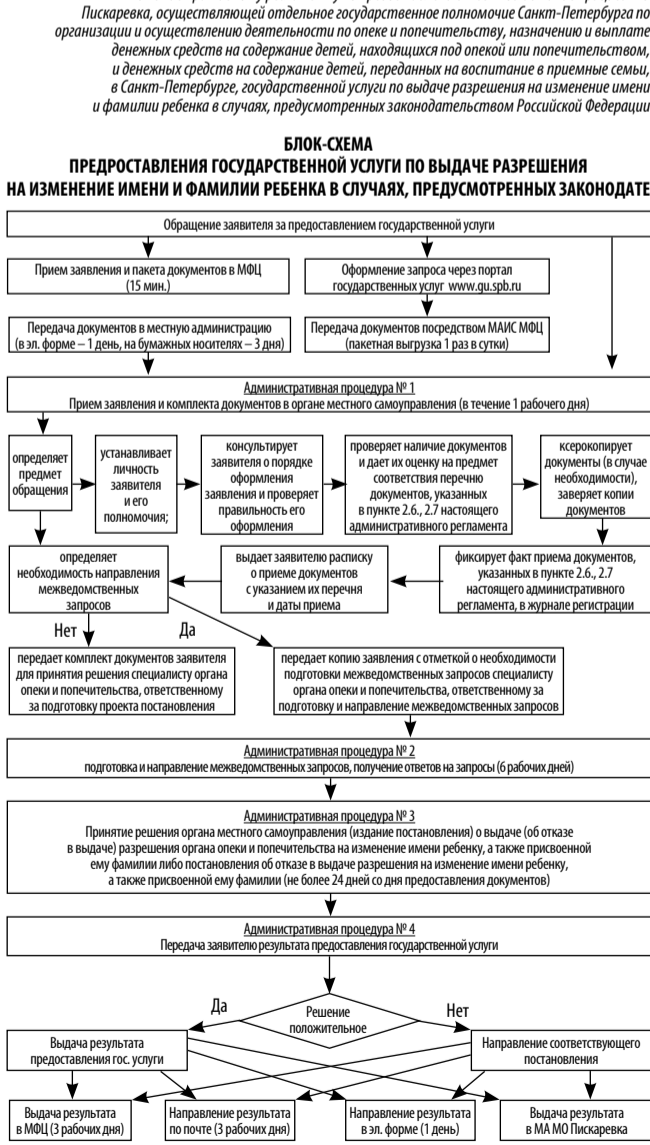 Пискаревка, осуществляющей отдельное государственное полномочие Санкт-Петербурга по
организации и осуществлению деятельности по опеке и попечительству, назначению и выплате
денежных средств на содержание детей, находящихся под опекой или попечительством,
и денежных средств на содержание детей, переданных на воспитание в приемные семьи,
в Санкт-Петербурге, государственной услуги по выдаче разрешения на изменение имени
и фамилии ребенка в случаях, предусмотренных законодательством Российской Федерации
БЛОК-СХЕМА
ПРЕДОСТАВЛЕНИЯ ГОСУДАРСТВЕННОЙ УСЛУГИ ПО ВЫДАЧЕ РАЗРЕШЕНИЯ
НА ИЗМЕНЕНИЕ ИМЕНИ И ФАМИЛИИ РЕБЕНКА В СЛУЧАЯХ, ПРЕДУСМОТРЕННЫХ ЗАКОНОДАТЕ
Обращение заявителя за предоставлением государственной услуги
Прием заявления и пакета документов в МФЦ
(15 мин.)
Оформление запроса через портал
государственных услуг www.gu.spb.ru
Передача документов в местную администрацию
(в эл. форме – 1 день, на бумажных носителях – 3 дня)
Передача документов посредством МАИС МФЦ
(пакетная выгрузка 1 раз в сутки)
Административная процедура № 1
Прием заявления и комплекта документов в органе местного самоуправления (в течение 1 рабочего дня)
определяет
предмет
обращения
устанавливает
личность
заявителя
и его
полномочия;
консультирует
заявителя о порядке
оформления
заявления и проверяет
правильность его
оформления
проверяет наличие документов
и дает их оценку на предмет
соответствия перечню
документов, указанных
в пункте 2.6., 2.7 настоящего
административного регламента
ксерокопирует
документы (в случае
необходимости),
заверяет копии
документов
определяет
необходимость направления
межведомственных
запросов
выдает заявителю расписку
о приеме документов
с указанием их перечня
и даты приема
фиксирует факт приема документов,
указанных в пункте 2.6., 2.7
настоящего административного
регламента, в журнале регистрации
Нет
Да
передает комплект документов заявителя
для принятия решения специалисту органа
опеки и попечительства, ответственному
за подготовку проекта постановления
передает копию заявления с отметкой о необходимости
подготовки межведомственных запросов специалисту
органа опеки и попечительства, ответственному за
подготовку и направление межведомственных запросов
Административная процедура № 2
подготовка и направление межведомственных запросов, получение ответов на запросы (6 рабочих дней)
Административная процедура № 3
Принятие решения органа местного самоуправления (издание постановления) о выдаче (об отказе
в выдаче) разрешения органа опеки и попечительства на изменение имени ребенку, а также присвоенной
ему фамилии либо постановления об отказе в выдаче разрешения на изменение имени ребенку,
а также присвоенной ему фамилии (не более 24 дней со дня предоставления документов)
Административная процедура № 4
Передача заявителю результата предоставления государственной услуги
Да
Решение
положительное
Нет
Выдача результата
предоставления гос. услуги
Направление соответствующего
постановления
Выдача результата
в МФЦ (3 рабочих дня)
Направление результата
по почте (3 рабочих дня)
Направление результата
в эл. форме (1 день)
Выдача результата
в МА МО Пискаревка